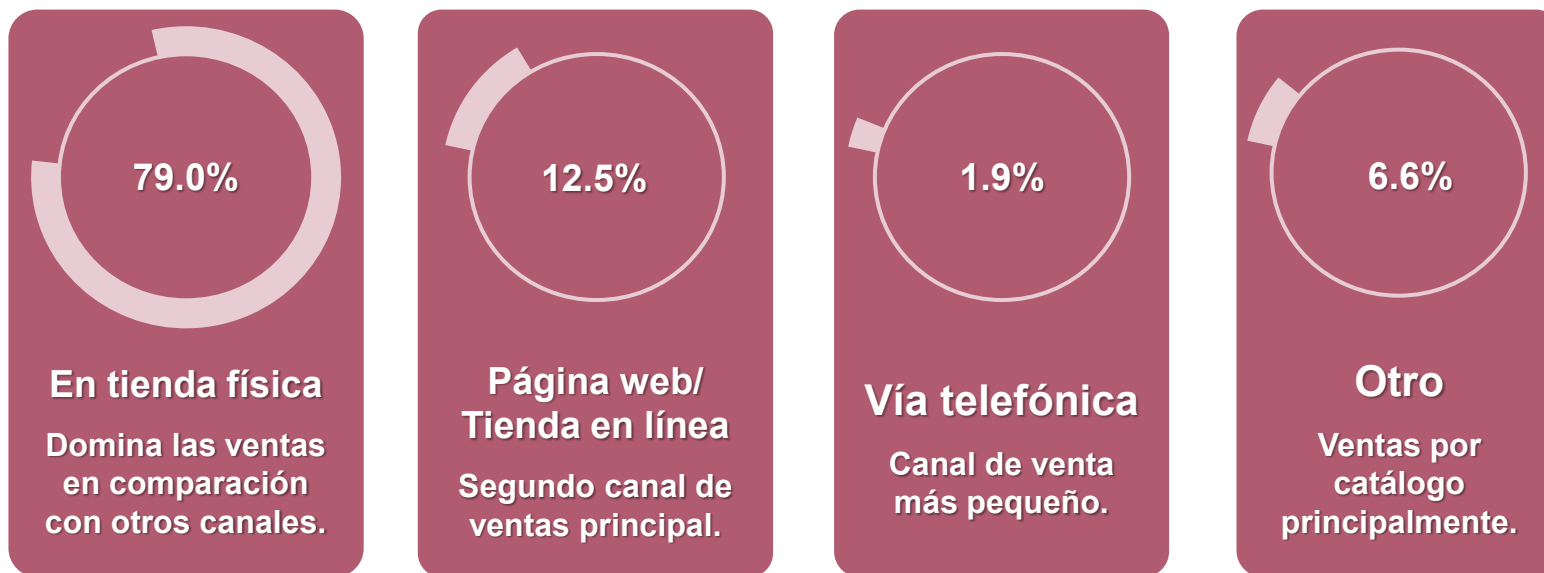 79.0%
En tienda física
Domina las ventas
en comparación
con otros canales.
12.5%
Página web/
Tienda en línea
Segundo canal de
ventas principal.
1.9%
Vía telefónica
Canal de venta
más pequeño.
6.6%
Otro
Ventas por
catálogo
principalmente.